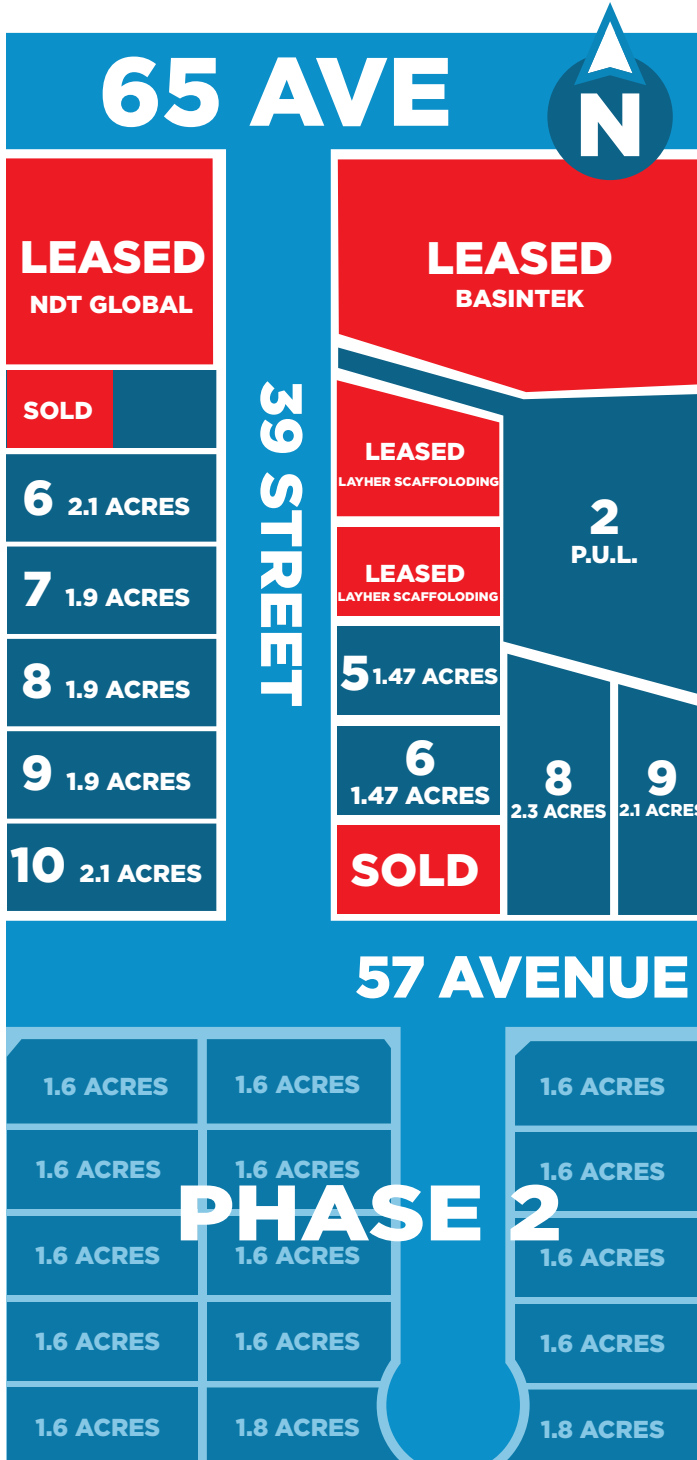 65 AVE
N
LEASED
NDT GLOBAL
LEASED
BASINTEK
SOLD
39 STREET
LEASED
LAYHER SCAFFOLODING
2
P.U.L.
6 2.1 ACRES
7 1.9 ACRES
LEASED
LAYHER SCAFFOLODING
8 1.9 ACRES
5 1.47 ACRES
9 1.9 ACRES
6
1.47 ACRES
8
2.3 ACRES
9
2.1 ACRES
10 2.1 ACRES
SOLD
57 AVENUE
1.6 ACRES
1.6 ACRES
1.6 ACRES
1.6 ACRES
1.6 ACRES
1.6 ACRES
PHASE 2
1.6 ACRES
1.6 ACRES
1.6 ACRES
1.6 ACRES
1.6 ACRES
1.6 ACRES
1.6 ACRES
1.8 ACRES
1.8 ACRES